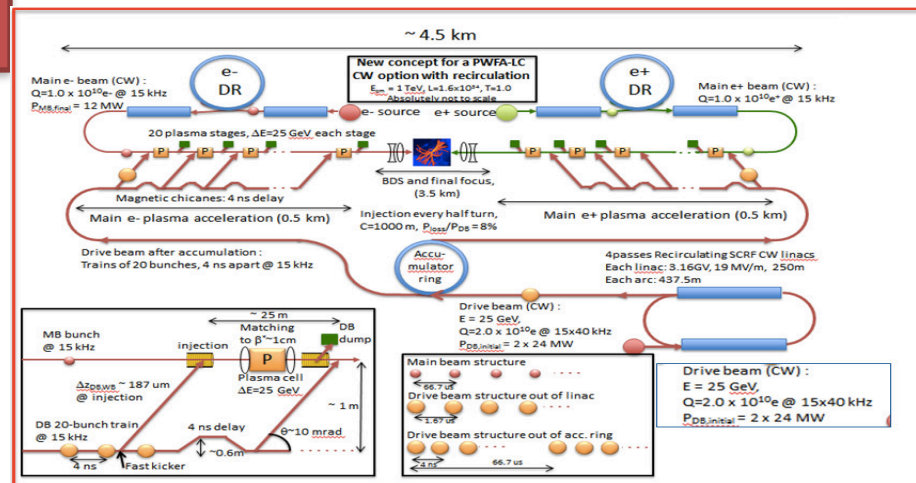 ~ 4.5 km
New concept for a PWFA-LC
CW option with recirculation
E_cm = 1 TeV, L=1.6×10³⁴, T=1.0
Absolutely not to scale
e-
DR
e+
DR
Main e- beam (CW) :
Q=1.0 x 10¹⁰e- @ 15 kHz
P_MB,final = 12 MW
Main e+ beam (CW) :
Q=1.0 x 10¹⁰e⁺ @ 15 kHz
e- source
e+ source
20 plasma stages, ΔE=25 GeV each stage
P P P P P
P P P P
Magnetic chicanes: 4 ns delay
BDS and final focus,
(3.5 km)
Main e- plasma acceleration (0.5 km)
Main e+ plasma acceleration (0.5 km)
Injection every half turn,
C=1000 m, P_loss/P_DB = 8%
Drive beam after accumulation :
Trains of 20 bunches, 4 ns apart @ 15 kHz
Accu-
mulator
ring
4passes Recirculating SCRF CW linacs
Each linac: 3.16GV, 19 MV/m, 250m
Each arc: 437.5m
Drive beam (CW) :
E = 25 GeV,
Q=2.0 x 10¹⁰e @ 15x40 kHz
P_DB,initial = 2 x 24 MW
~ 25 m
MB bunch
@ 15 kHz
injection
Matching
to β*~1cm
DB
dump
P
Plasma cell
ΔE=25 GeV
Δz_DB,WB ~ 187 um
@ injection
~ 1 m
DB 20-bunch train
@ 15 kHz
4 ns delay
θ~10 mrad
~0.6m
4 ns
Fast kicker
Main beam structure
66.7 us
Drive beam structure out of linac
1.67 us
Drive beam structure out of acc. ring
4 ns
66.7 us
Drive beam (CW) :
E = 25 GeV,
Q=2.0 x 10¹⁰e @ 15x40 kHz
P_DB,initial = 2 x 24 MW